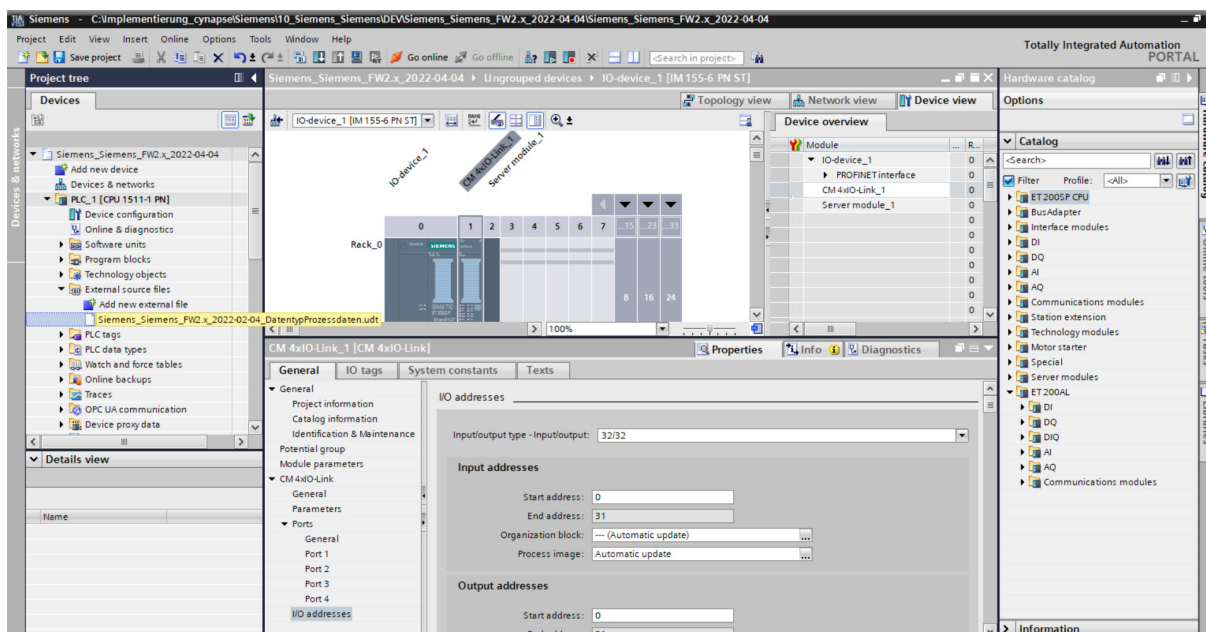 Siemens - C:\Implementierung_cynapse\Siemens\10_Siemens_Siemens\DEV\Siemens_Siemens_FW2.x_2022-04-04\Siemens_Siemens_FW2.x_2022-04-04
Project Edit View Insert Online Options Tools Window Help
Save project Go online Go offline <Search in project>
Totally Integrated Automation
PORTAL
Project tree
Devices
Devices & networks
Siemens_Siemens_FW2.x_2022-04-04
Add new device
Devices & networks
PLC_1 [CPU 1511-1 PN]
Device configuration
Online & diagnostics
Software units
Program blocks
Technology objects
External source files
Add new external file
Siemens_Siemens_FW2.x_2022-02-04_DatentypProzessdaten.udt
PLC tags
PLC data types
Watch and force tables
Online backups
Traces
OPC UA communication
Device proxy data
Details view
Name
Siemens_Siemens_FW2.x_2022-04-04 Ungrouped devices IO-device_1 [IM 155-6 PN ST]
Topology view Network view Device view
IO-device_1 [IM 155-6 PN ST]
IO-device_1
CM 4xIO-Link_1
Server module_1
0 1 2 3 4 5 6 7 ...15 ...23 ...33
Rack_0
SIEMENS
8 16 24
100%
Device overview
Module ... R...
IO-device_1 0
PROFINET interface 0
CM 4xIO-Link_1 0
Server module_1 0
0
0
0
0
0
0
0
CM 4xIO-Link_1 [CM 4xIO-Link]
Properties Info Diagnostics
General IO tags System constants Texts
General
Project information
Catalog information
Identification & Maintenance
Potential group
Module parameters
CM 4xIO-Link
General
Parameters
Ports
General
Port 1
Port 2
Port 3
Port 4
I/O addresses
I/O addresses
Input/output type - Input/output: 32/32
Input addresses
Start address: 0
End address: 31
Organization block: --- (Automatic update)
Process image: Automatic update
Output addresses
Start address: 0
Hardware catalog
Options
Catalog
<Search>
Filter Profile: <All>
ET 200SP CPU
BusAdapter
Interface modules
DI
DQ
AI
AQ
Communications modules
Station extension
Technology modules
Motor starter
Special
Server modules
ET 200AL
DI
DQ
DIQ
AI
AQ
Communications modules
Information